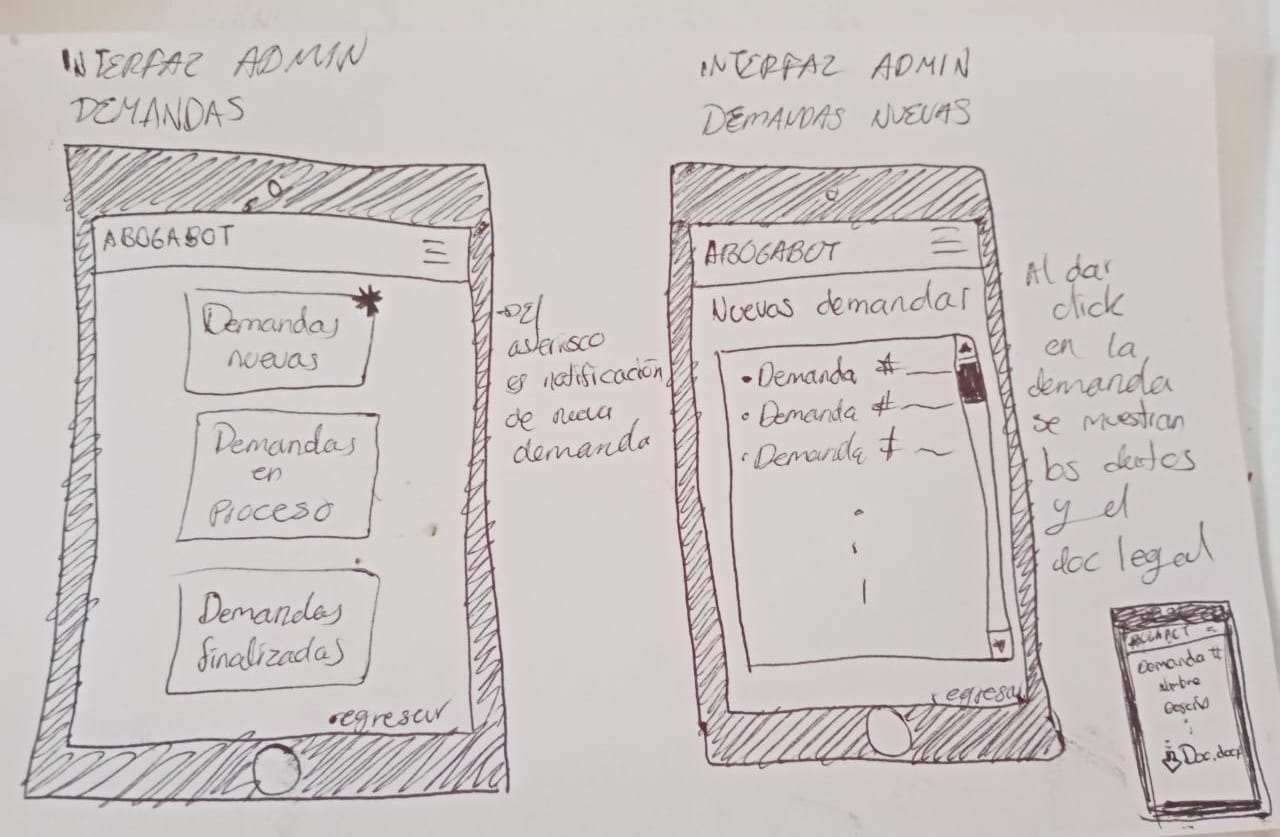 INTERFAZ ADMIN
DEMANDAS
ABOGABOT
Demandas
nuevas
Demandas
en
Proceso
Demandas
finalizadas
regresar
El
asterisco
es notificación
de nueva
demanda
INTERFAZ ADMIN
DEMANDAS NUEVAS
ABOGABOT
Nuevas demandas
• Demanda #
• Demanda #
• Demanda #
regresar
Al dar
click
en la
demanda
se muestran
los datos
y el
doc legal
ABOGABOT
Demanda #
Nombre
Doc.docx